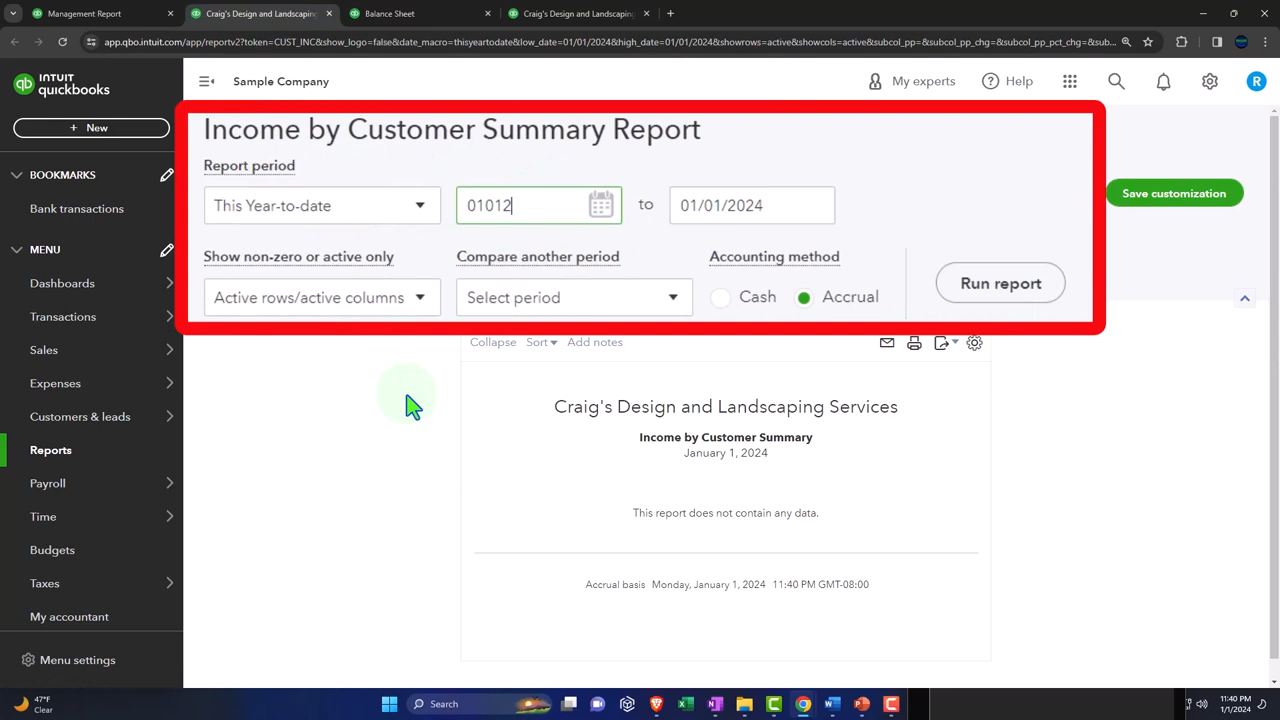 Management Report
Craig's Design and Landscaping
Balance Sheet
Craig's Design and Landscaping
app.qbo.intuit.com/app/reportv2?token=CUST_INC&show_logo=false&date_macro=thisyeartodate&low_date=01/01/2024&high_date=01/01/2024&showrows=active&showcols=active&subcol_pp=&subcol_pp_chg=&subcol_pp_pct_chg=&subc...
INTUIT
quickbooks
Sample Company
My experts
Help
R
+ New
BOOKMARKS
Bank transactions
MENU
Dashboards
Transactions
Sales
Expenses
Customers & leads
Reports
Payroll
Time
Budgets
Taxes
My accountant
Menu settings
Income by Customer Summary Report
Report period
This Year-to-date
01012
to
01/01/2024
Save customization
Show non-zero or active only
Compare another period
Accounting method
Active rows/active columns
Select period
Cash
Accrual
Run report
Collapse
Sort
Add notes
Craig's Design and Landscaping Services
Income by Customer Summary
January 1, 2024
This report does not contain any data.
Accrual basis Monday, January 1, 2024 11:40 PM GMT-08:00
47°F
Clear
Search
11:40 PM
1/1/2024